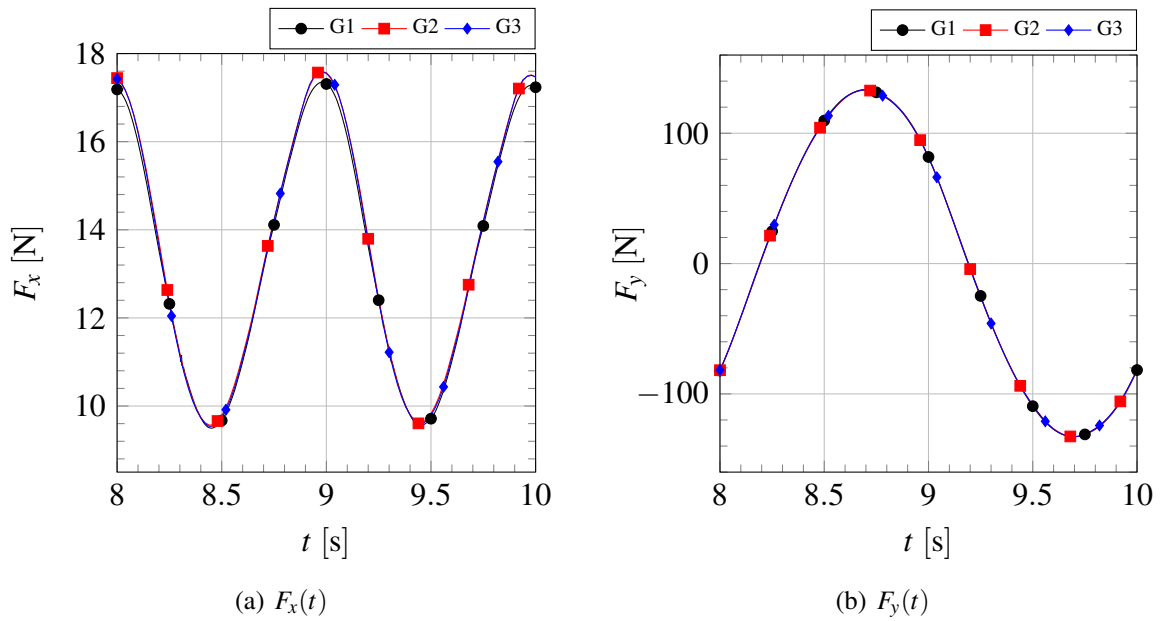 G1 G2 G3
18
16
14
12
10
8 8.5 9 9.5 10
F_x [N]
t [s]
(a) F_x(t)
G1 G2 G3
100
0
−100
8 8.5 9 9.5 10
F_y [N]
t [s]
(b) F_y(t)